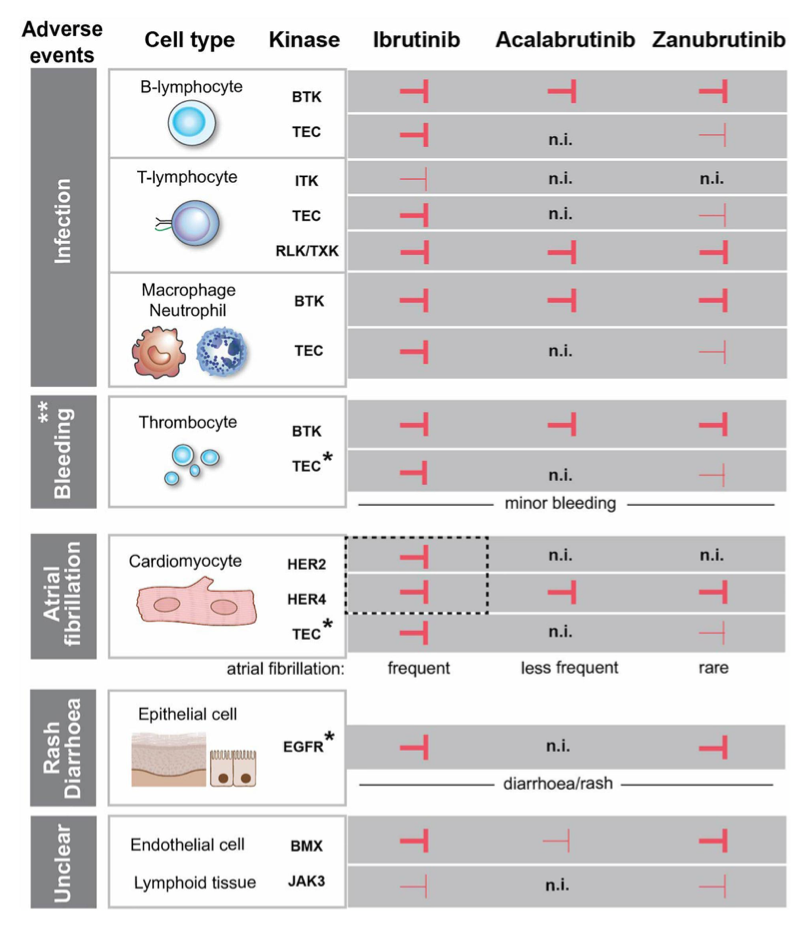 Adverse events Cell type Kinase Ibrutinib Acalabrutinib Zanubrutinib
Infection
B-lymphocyte
BTK
TEC n.i.
T-lymphocyte
ITK n.i. n.i.
TEC n.i.
RLK/TXK
Macrophage
Neutrophil
BTK
TEC n.i.
** Bleeding
Thrombocyte
BTK
TEC* n.i.
minor bleeding
Atrial
fibrillation
Cardiomyocyte
HER2 n.i. n.i.
HER4
TEC* n.i.
atrial fibrillation: frequent less frequent rare
Rash
Diarrhoea
Epithelial cell
EGFR* n.i.
diarrhoea/rash
Unclear
Endothelial cell BMX
Lymphoid tissue JAK3 n.i.